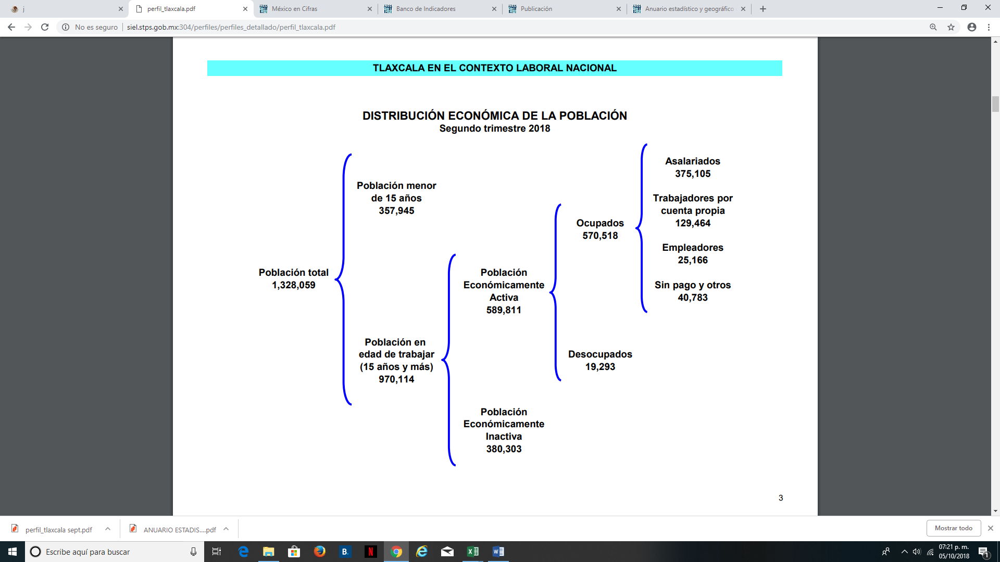 j
perfil_tlaxcala.pdf
México en Cifras
Banco de Indicadores
Publicación
Anuario estadístico y geográfico
No es seguro
siel.stps.gob.mx:304/perfiles/perfiles_detallado/perfil_tlaxcala.pdf
TLAXCALA EN EL CONTEXTO LABORAL NACIONAL
DISTRIBUCIÓN ECONÓMICA DE LA POBLACIÓN
Segundo trimestre 2018
Población total
1,328,059
Población menor
de 15 años
357,945
Población en
edad de trabajar
(15 años y más)
970,114
Población
Económicamente
Activa
589,811
Población
Económicamente
Inactiva
380,303
Ocupados
570,518
Desocupados
19,293
Asalariados
375,105
Trabajadores por
cuenta propia
129,464
Empleadores
25,166
Sin pago y otros
40,783
3
perfil_tlaxcala sept.pdf
ANUARIO ESTADIS....pdf
Mostrar todo
Escribe aquí para buscar
B.
N
07:21 p. m.
05/10/2018
1